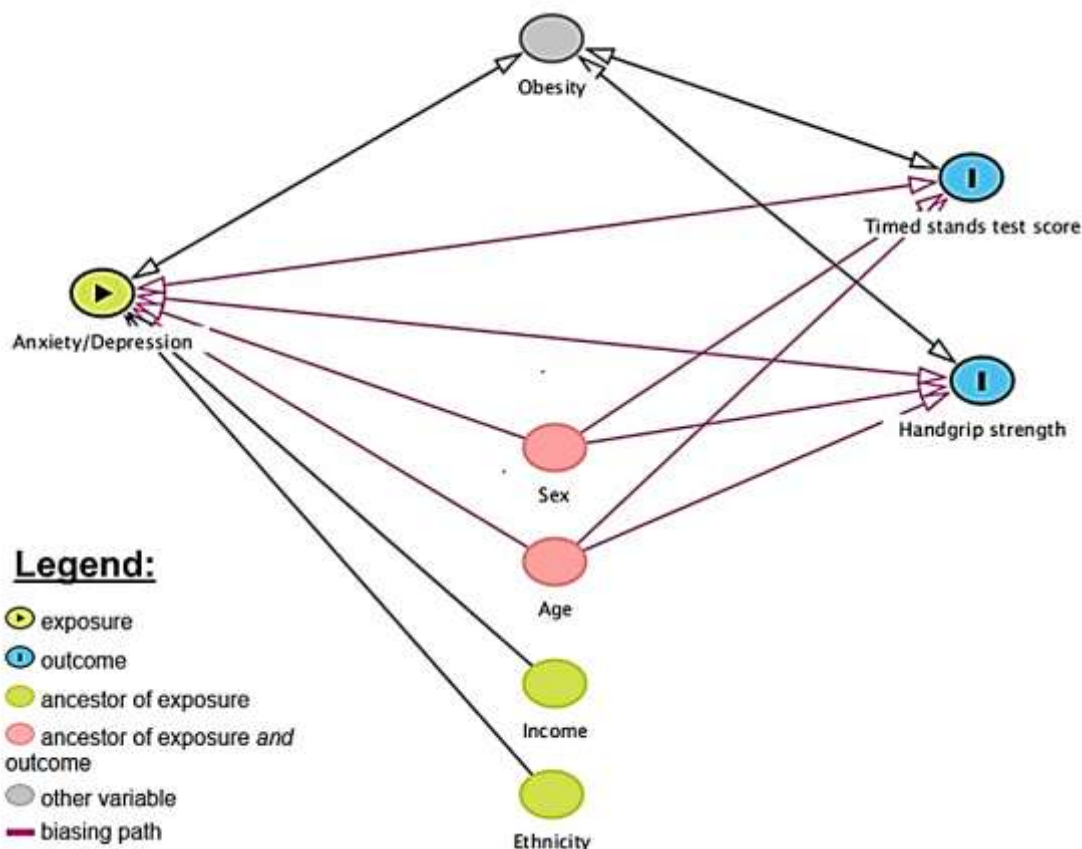 Obesity
Timed stands test score
Anxiety/Depression
Handgrip strength
Sex
Age
Income
Ethnicity
Legend:
exposure
outcome
ancestor of exposure
ancestor of exposure and
outcome
other variable
biasing path